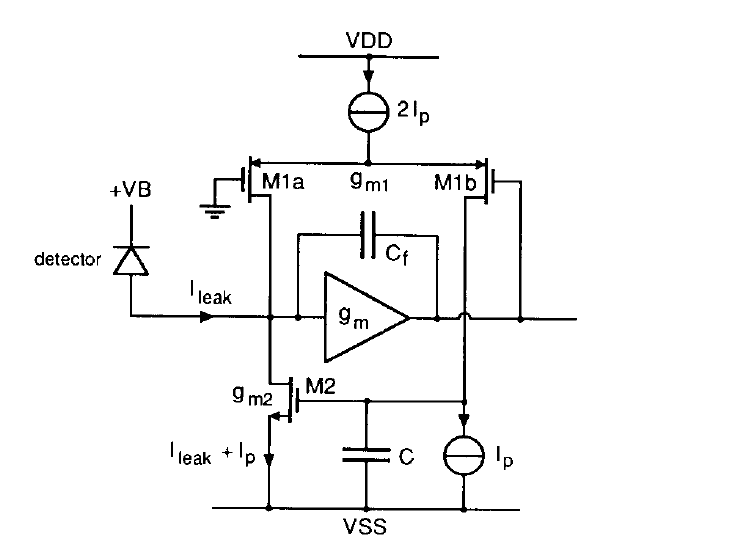 VDD
2Ip
M1a
gm1
M1b
+VB
detector
Cf
Ileak
gm
gm2
M2
Ileak + Ip
C
Ip
VSS